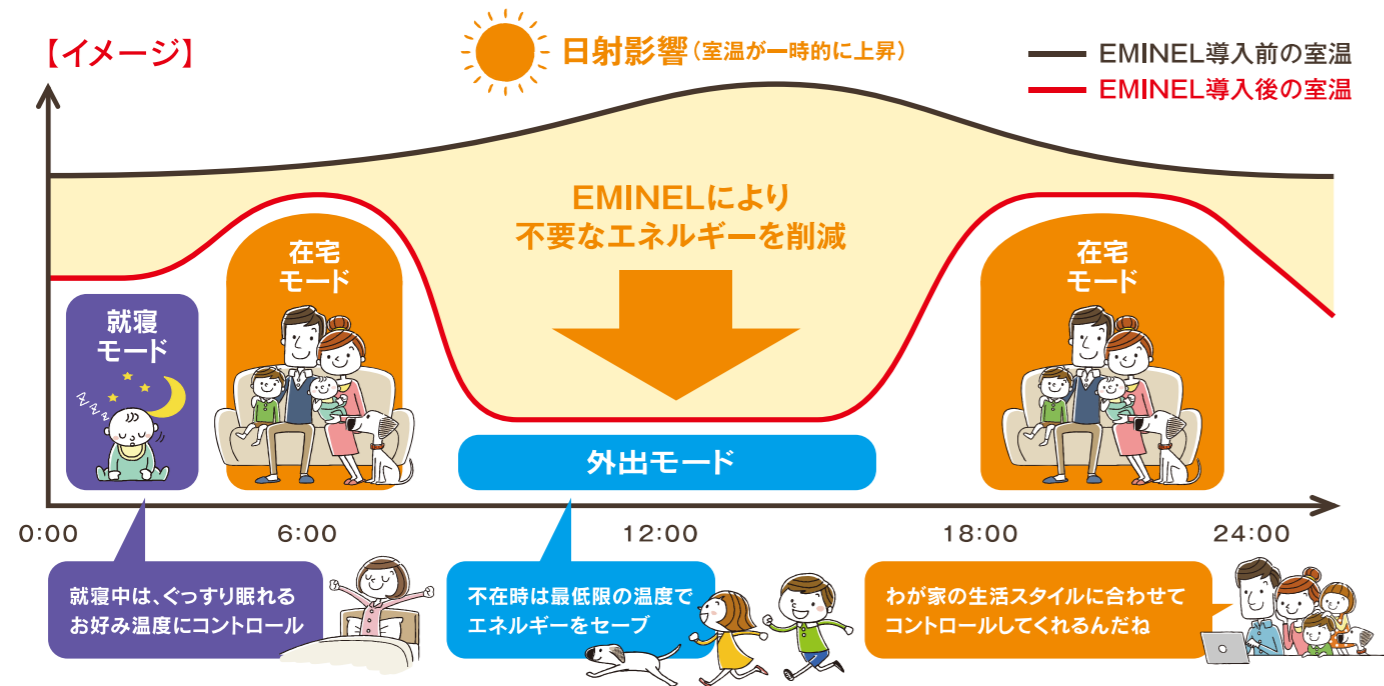 【イメージ】
日射影響(室温が一時的に上昇)
EMINEL導入前の室温
EMINEL導入後の室温
EMINELにより
不要なエネルギーを削減
就寝
モード
zzzz
在宅
モード
外出モード
在宅
モード
0:00
6:00
12:00
18:00
24:00
就寝中は、ぐっすり眠れる
お好み温度にコントロール
不在時は最低限の温度で
エネルギーをセーブ
わが家の生活スタイルに合わせて
コントロールしてくれるんだね